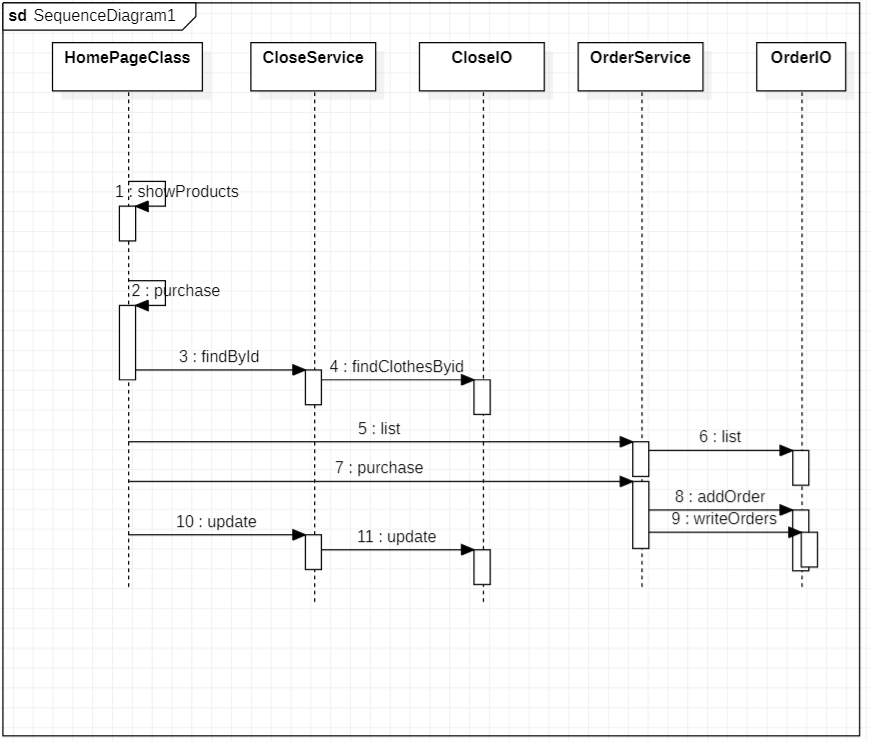 sd SequenceDiagram1
HomePageClass
CloseService
CloseIO
OrderService
OrderIO
1 : showProducts
2 : purchase
3 : findById
4 : findClothesByid
5 : list
6 : list
7 : purchase
8 : addOrder
9 : writeOrders
10 : update
11 : update